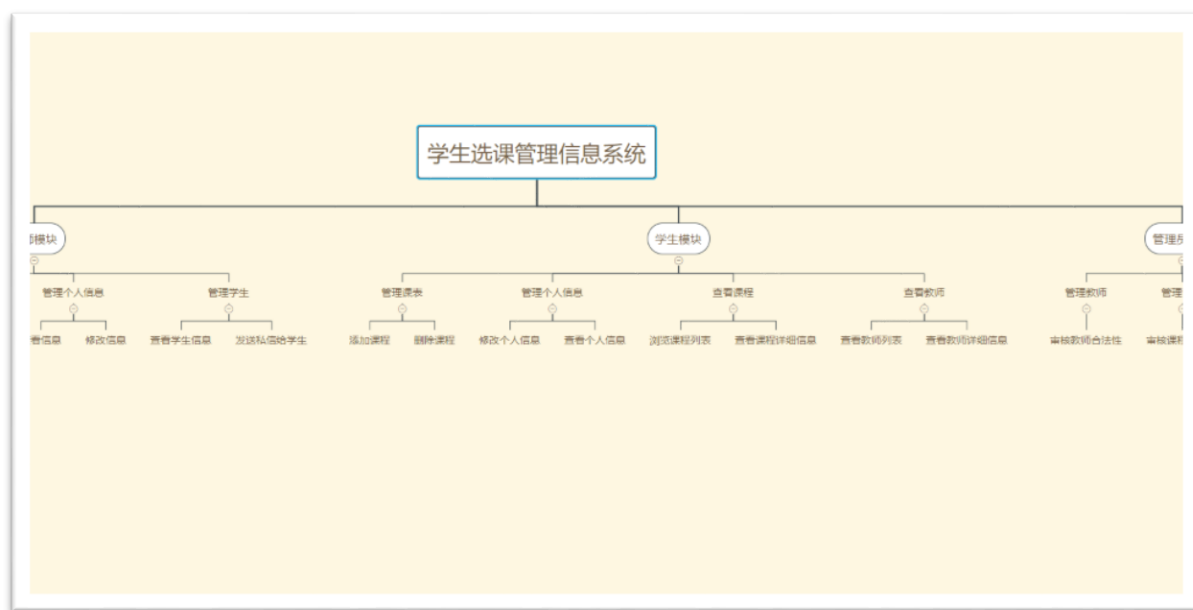 学生选课管理信息系统
师模块 学生模块 管理员
管理个人信息 管理学生 管理课表 管理个人信息 查看课程 查看教师 管理教师 管理
看信息 修改信息 查看学生信息 发送私信给学生 添加课程 删除课程 修改个人信息 查看个人信息 浏览课程列表 查看课程详细信息 查看教师列表 查看教师详细信息 审核教师合法性 审核课程